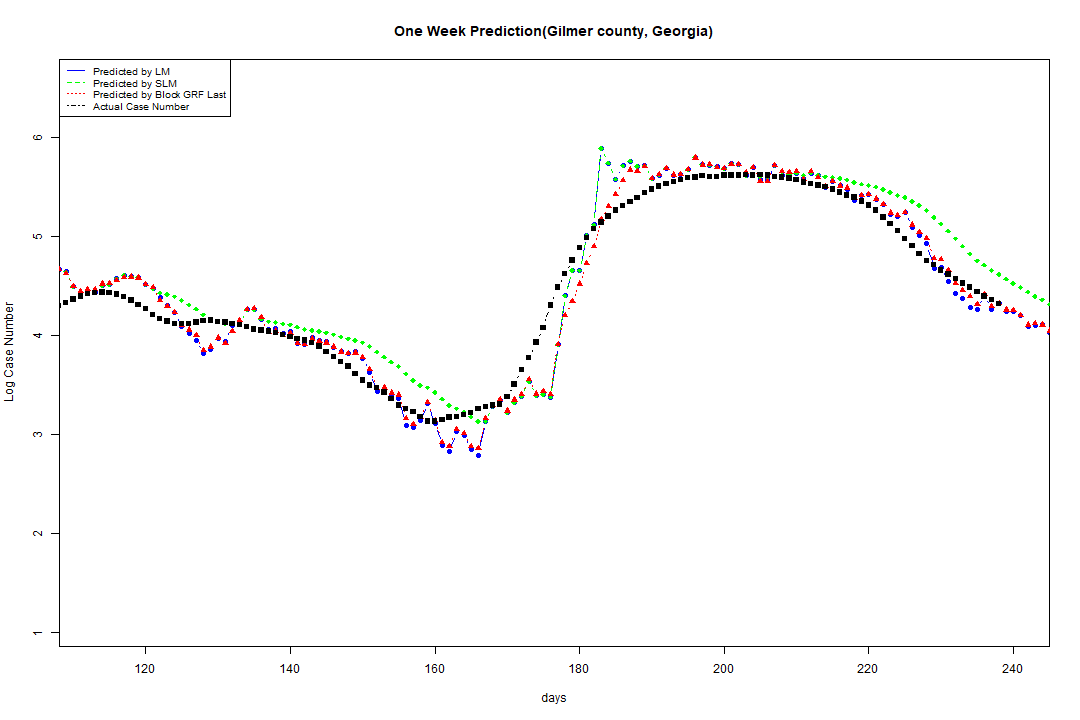 One Week Prediction(Gilmer county, Georgia)
Predicted by LM
Predicted by SLM
Predicted by Block GRF Last
Actual Case Number
Log Case Number
6
5
4
3
2
1
120 140 160 180 200 220 240
days